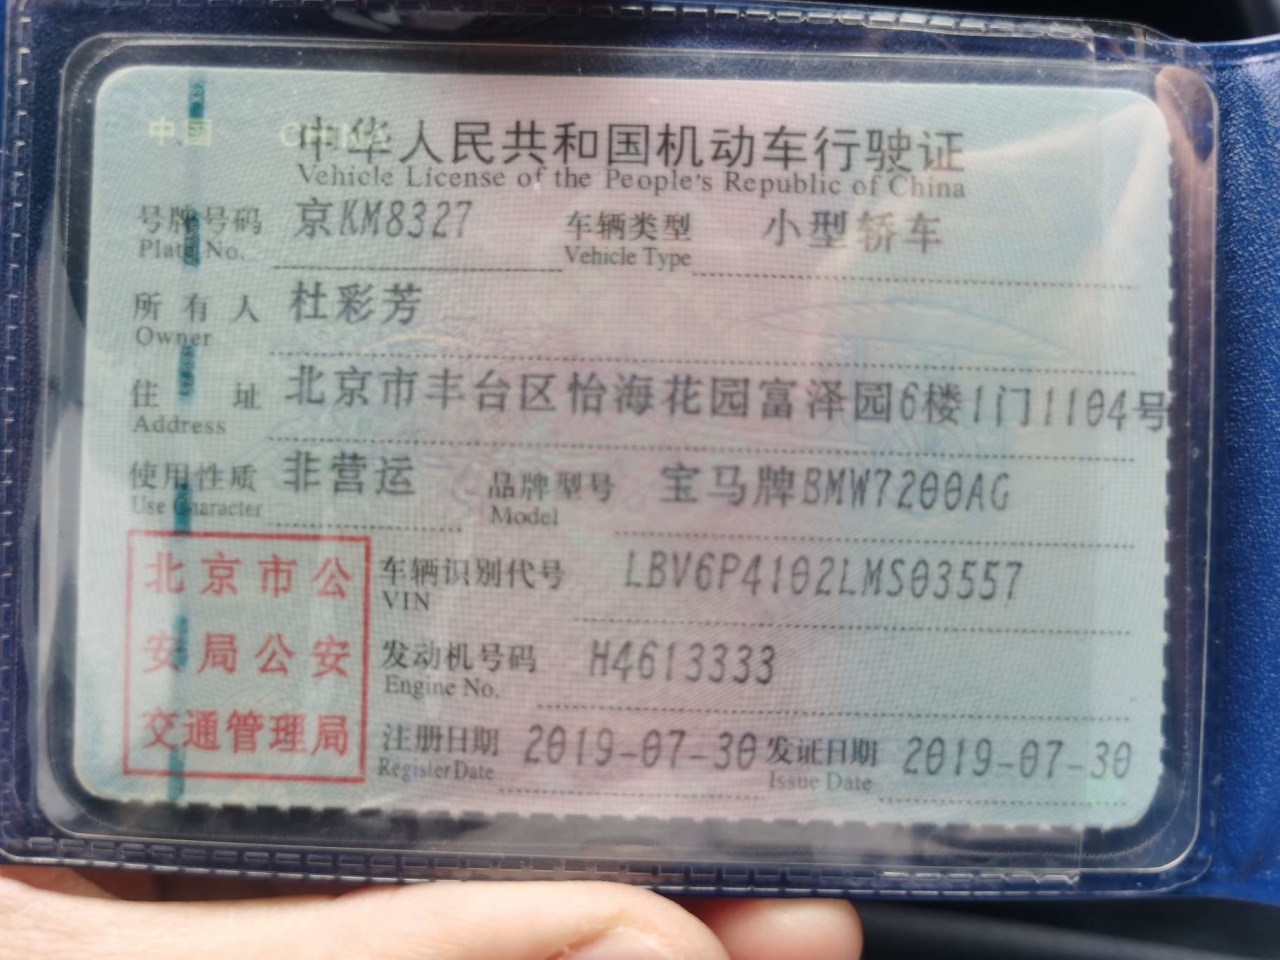 中国 CHINA
中华人民共和国机动车行驶证
Vehicle License of the People's Republic of China
号牌号码 京KM8327 车辆类型 小型轿车
Plate No. Vehicle Type
所有人 杜彩芳
Owner
住址 北京市丰台区怡海花园富泽园6楼1门1104号
Address
使用性质 非营运 品牌型号 宝马牌BMW7200AG
Use Character Model
北京市公安局公安交通管理局
车辆识别代号 LBV6P4102LMS03557
VIN
发动机号码 H4613333
Engine No.
注册日期 2019-07-30 发证日期 2019-07-30
Register Date Issue Date